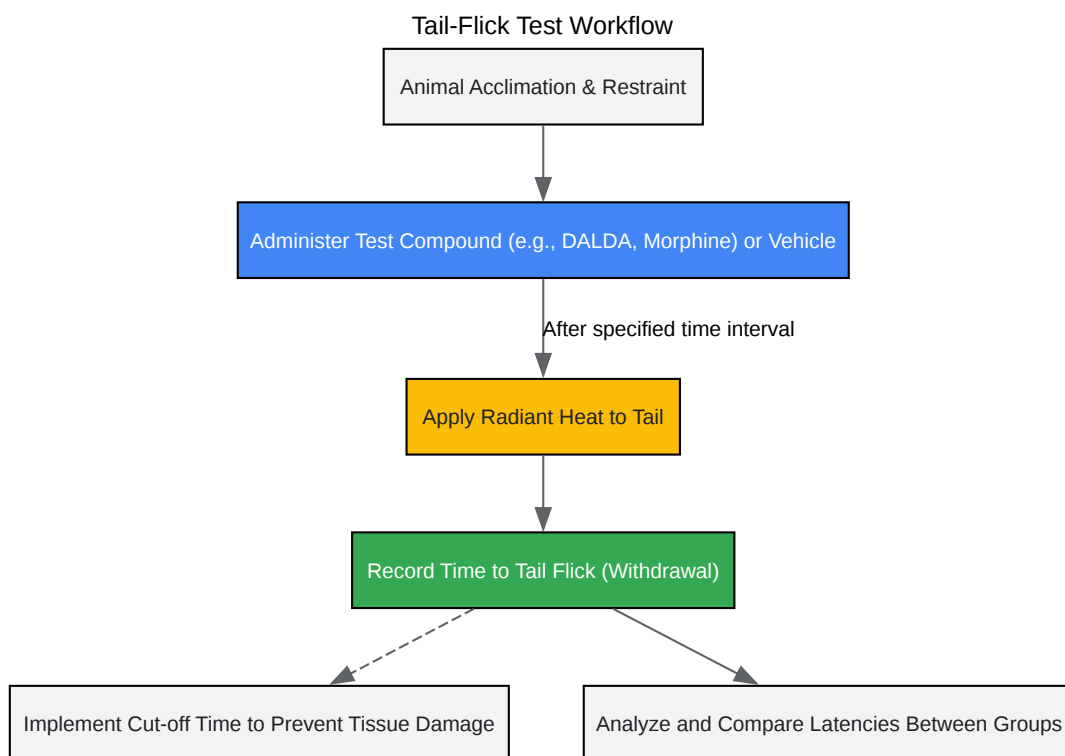 Tail-Flick Test Workflow
Animal Acclimation & Restraint
Administer Test Compound (e.g., DALDA, Morphine) or Vehicle
After specified time interval
Apply Radiant Heat to Tail
Record Time to Tail Flick (Withdrawal)
Implement Cut-off Time to Prevent Tissue Damage
Analyze and Compare Latencies Between Groups